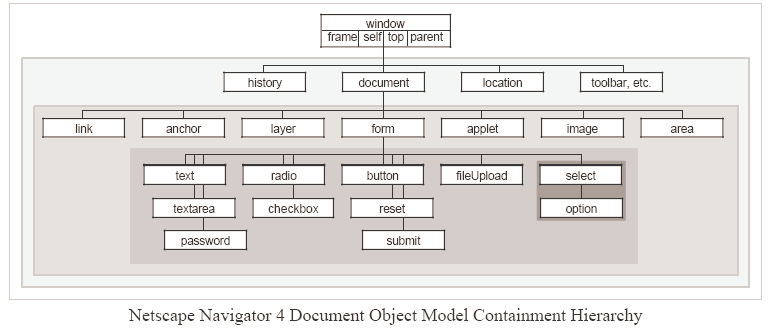 window
frame self top parent
history document location toolbar, etc.
link anchor layer form applet image area
text radio button fileUpload select
textarea checkbox reset option
password submit
Netscape Navigator 4 Document Object Model Containment Hierarchy